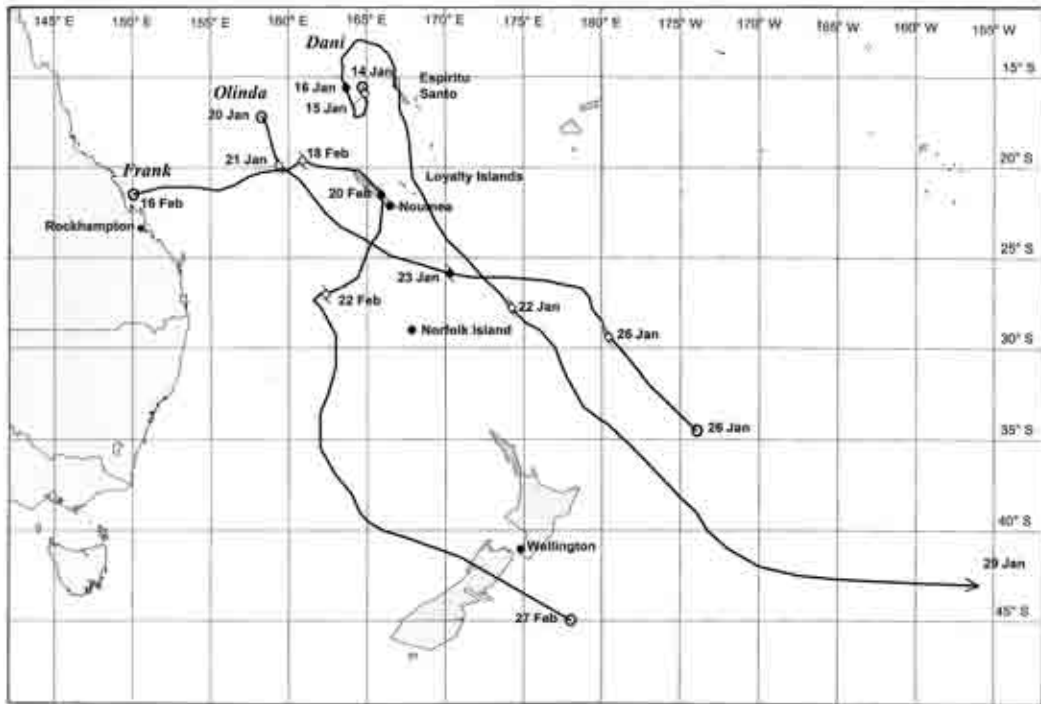 145° E 150° E 155° E 160° E 165° E 170° E 175° E 180° W 170° W 165° W 160° W 155° W
Dani
14 Jan
Espiritu
Santo
15° S
16 Jan
15 Jan
Olinda
20 Jan
21 Jan
18 Feb
20° S
Loyalty Islands
Frank
16 Feb
20 Feb
Noumea
Rockhampton
25° S
23 Jan
22 Feb
22 Jan
Norfolk Island
26 Jan
30° S
26 Jan
35° S
40° S
Wellington
29 Jan
27 Feb
45° S